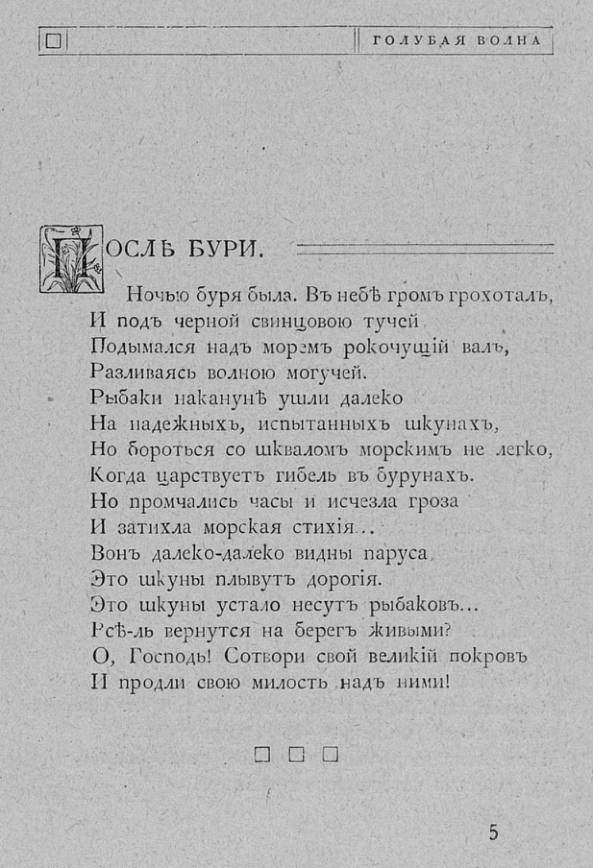 ГОЛУБАЯ ВОЛНА
ПОСЛѢ БУРИ.
Ночью буря была. Въ небѣ громъ грохоталъ,
И подъ черной свинцовою тучей
Подымался надъ моремъ рокочущій валъ,
Разливаясь волною могучей.
Рыбаки наканунѣ ушли далеко
На надежныхъ, испытанныхъ шкунахъ,
Но бороться со шкваломъ морскимъ не легко,
Когда царствуетъ гибель въ бурунахъ.
Но промчались часы и исчезла гроза
И затихла морская стихія...
Вонъ далеко-далеко видны паруса
Это шкуны плывутъ дорогія.
Это шкуны устало несутъ рыбаковъ...
Всѣ-ль вернутся на берегъ живыми?
О, Господь! Сотвори свой великій покровъ
И продли свою милость надъ ними!
5